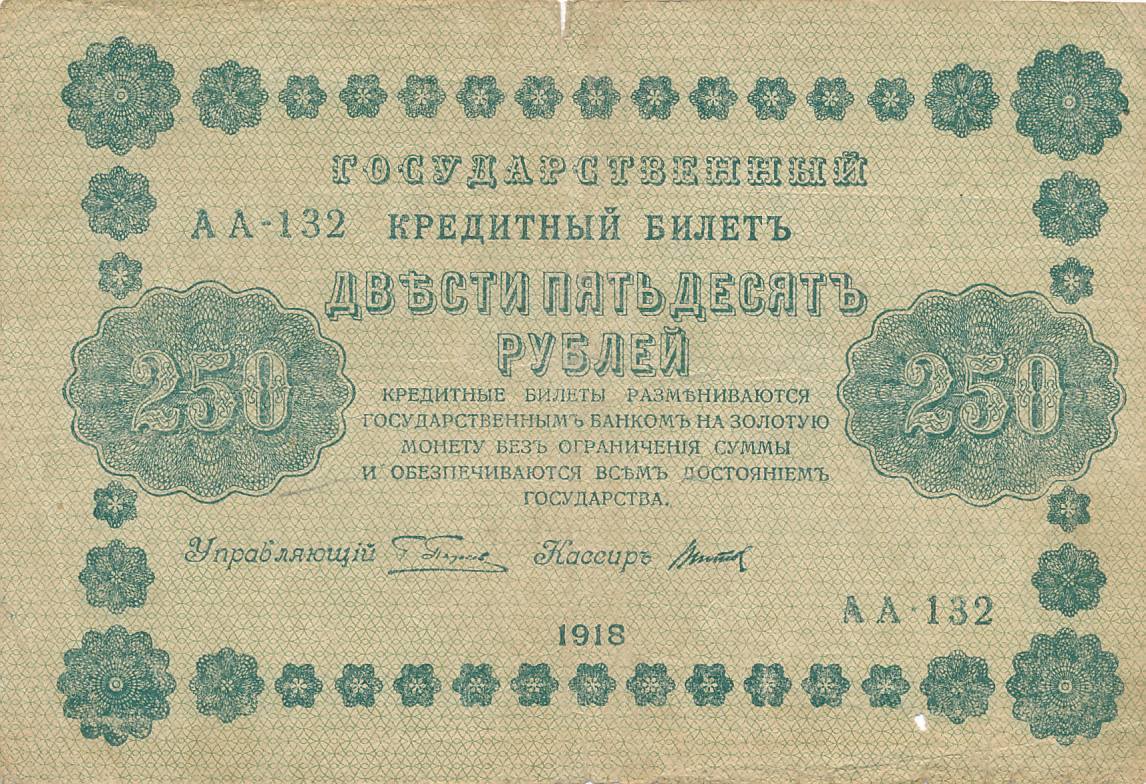 ГОСУДАРСТВЕННЫЙ
АА-132 КРЕДИТНЫЙ БИЛЕТЪ
ДВѢСТИ ПЯТЬДЕСЯТЪ
РУБЛЕЙ
250 250
КРЕДИТНЫЕ БИЛЕТЫ РАЗМѢНИВАЮТСЯ
ГОСУДАРСТВЕННЫМЪ БАНКОМЪ НА ЗОЛОТУЮ
МОНЕТУ БЕЗЪ ОГРАНИЧЕНІЯ СУММЫ
И ОБЕЗПЕЧИВАЮТСЯ ВСѢМЪ ДОСТОЯНІЕМЪ
ГОСУДАРСТВА.
Управляющій Кассиръ
АА-132
1918